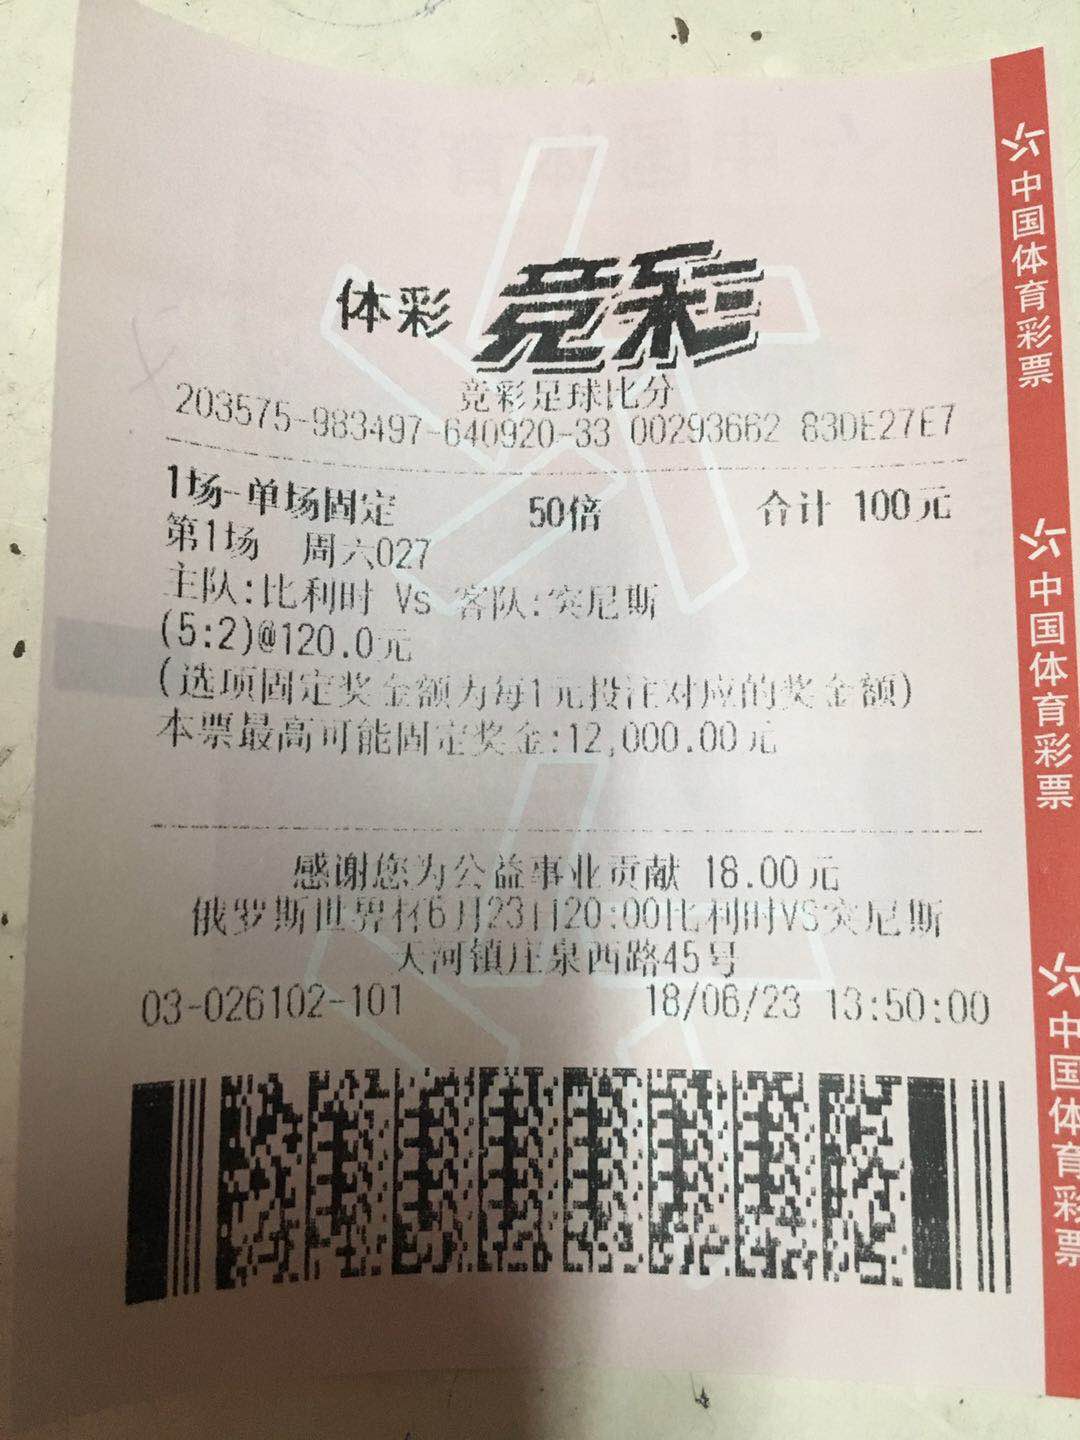 体彩 竞彩
竞彩足球比分
203575-983497-640920-33 00293662 83DE27E7
1场-单场固定 50倍 合计 100元
第1场 周六027
主队:比利时 Vs 客队:突尼斯
(5:2)@120.0元
(选项固定奖金额为每1元投注对应的奖金额)
本票最高可能固定奖金:12,000.00元
感谢您为公益事业贡献 18.00元
俄罗斯世界杯6月23日20:00比利时VS突尼斯
天河镇庄泉西路45号
03-026102-101 18/06/23 13:50:00
中国体育彩票
中国体育彩票
中国体育彩票